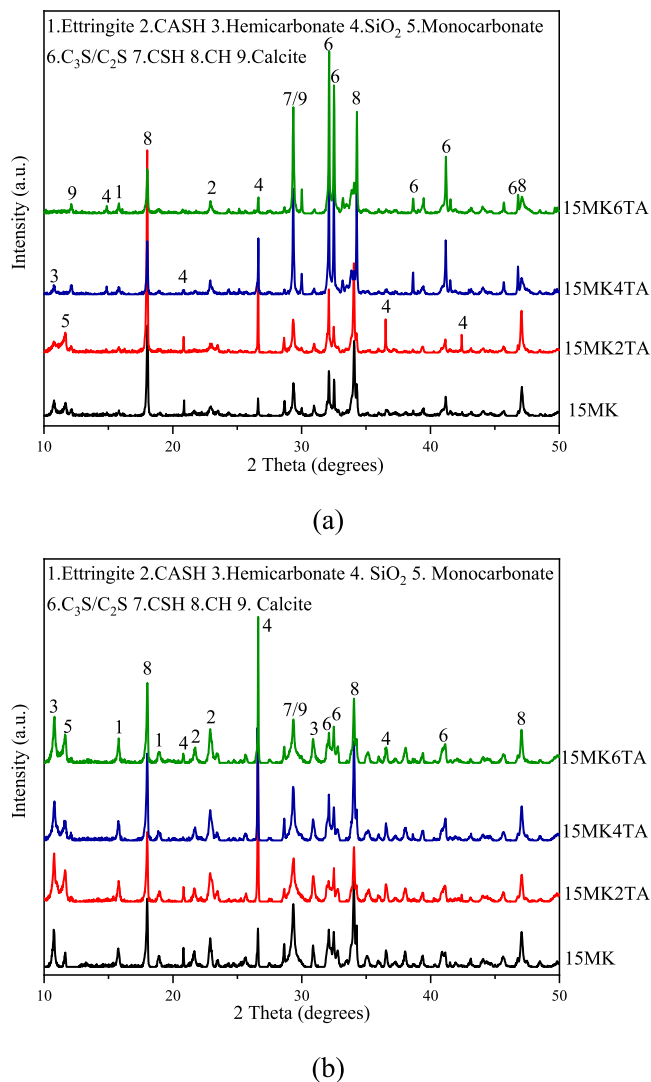 1.Ettringite 2.CASH 3.Hemicarbonate 4.SiO₂ 5.Monocarbonate
6.C₃S/C₂S 7.CSH 8.CH 9.Calcite
6
6
7/9
8
8
6
9 4 1 2 4 6 6 8
15MK6TA
3 4
15MK4TA
5 4 4
15MK2TA
15MK
Intensity (a.u.)
10 20 30 40 50
2 Theta (degrees)
(a)
1.Ettringite 2.CASH 3.Hemicarbonate 4. SiO₂ 5. Monocarbonate
6.C₃S/C₂S 7.CSH 8.CH 9. Calcite
4
8
3 5 1 1 4 2 2 7/9 3 6 6 8 4 6 8
15MK6TA
15MK4TA
15MK2TA
15MK
Intensity (a.u.)
10 20 30 40 50
2 Theta (degrees)
(b)